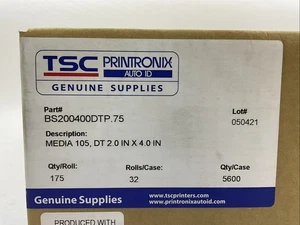 TSC PRINTRONIX
AUTO ID
GENUINE SUPPLIES
Part# Lot#
BS200400DTP.75 050421
Description:
MEDIA 105, DT 2.0 IN X 4.0 IN
Qty/Roll: Rolls/Case: Qty/Case
175 32 5600
Genuine Supplies www.tscprinters.com
www.printronixautoid.com
PRODUCED WITH